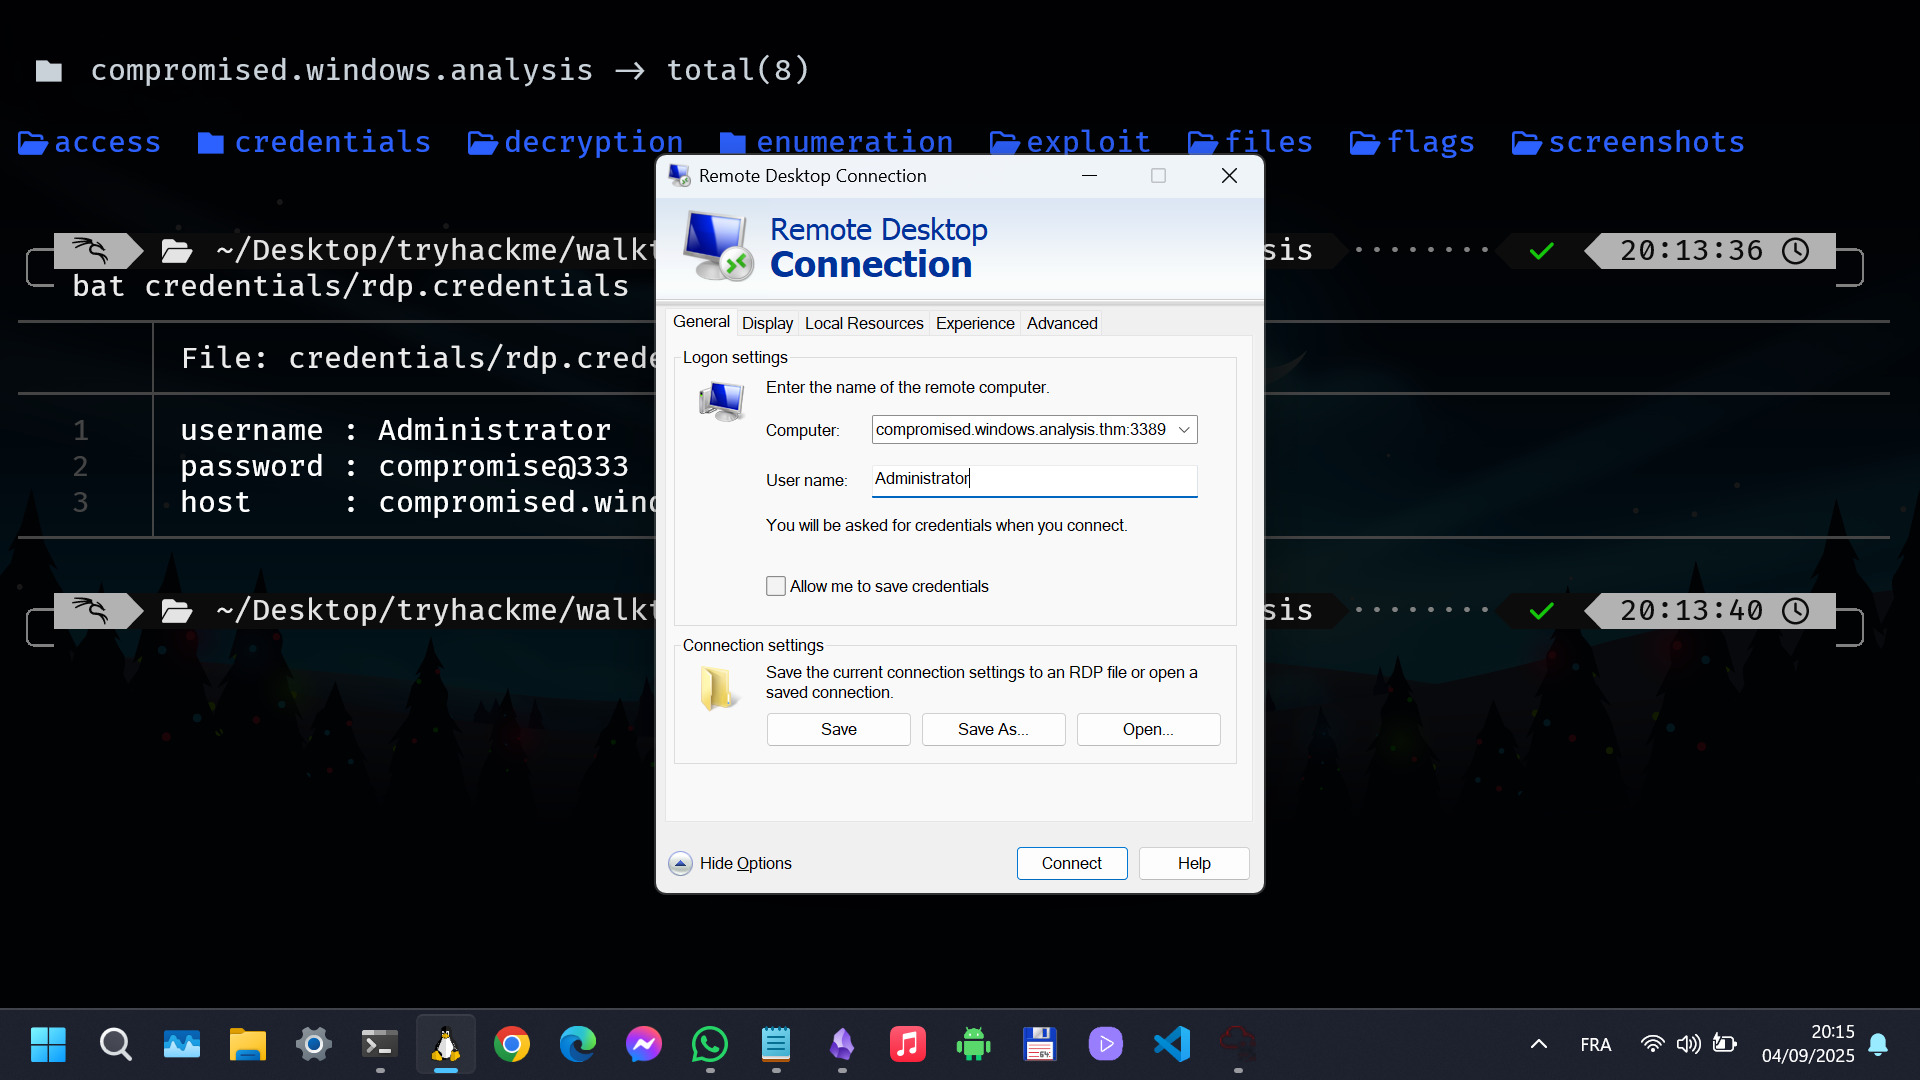 compromised.windows.analysis → total(8)
access credentials decryption enumeration exploit files flags screenshots
~/Desktop/tryhackme/walkt
sis ········ ✓ 20:13:36
bat credentials/rdp.credentials
File: credentials/rdp.crede
1 username : Administrator
2 password : compromise@333
3 host : compromised.wind
~/Desktop/tryhackme/walkt
sis ········ ✓ 20:13:40
Remote Desktop Connection
Remote Desktop
Connection
General Display Local Resources Experience Advanced
Logon settings
Enter the name of the remote computer.
Computer: compromised.windows.analysis.thm:3389
User name: Administrator
You will be asked for credentials when you connect.
Allow me to save credentials
Connection settings
Save the current connection settings to an RDP file or open a
saved connection.
Save Save As... Open...
Hide Options Connect Help
64
FRA
20:15
04/09/2025